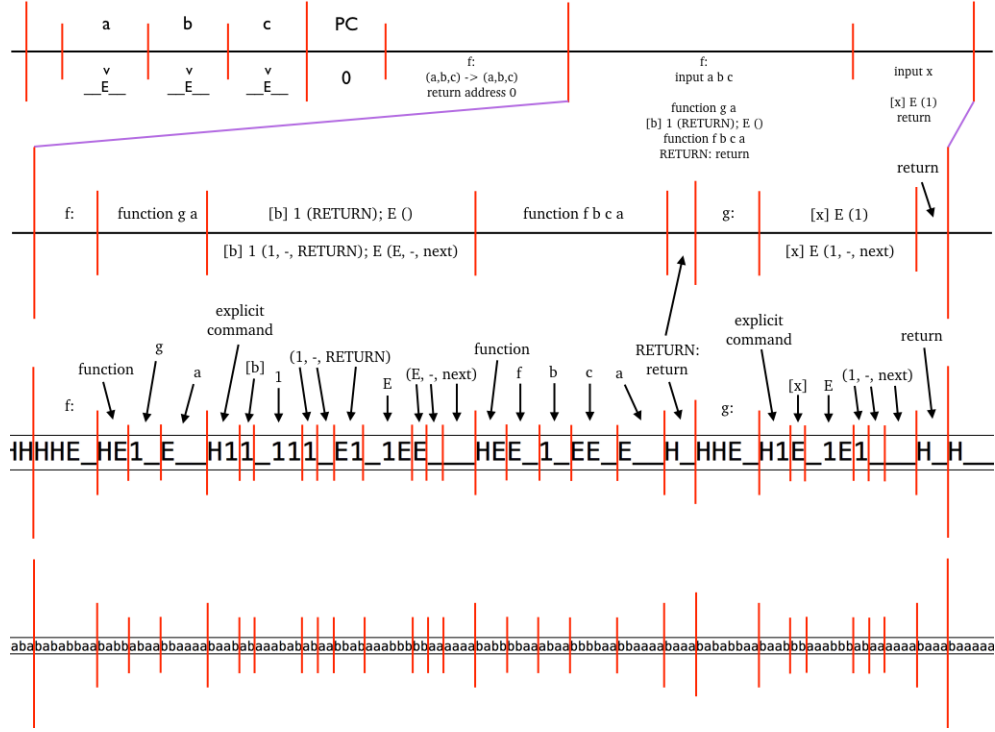 a b c PC
v v v
__E__ __E__ __E__ 0
f:
(a,b,c) -> (a,b,c)
return address 0
f:
input a b c
function g a
[b] 1 (RETURN); E ()
function f b c a
RETURN: return
input x
[x] E (1)
return
return
f: function g a [b] 1 (RETURN); E () function f b c a g: [x] E (1)
[b] 1 (1, -, RETURN); E (E, -, next) [x] E (1, -, next)
explicit
command
explicit
command
function g a [b] 1 (1, -, RETURN) E (E, -, next) function f b c a RETURN:
return
[x] E (1, -, next) return
f: g:
HHHHE_HE1_E__H11_111_E1_1EE___HEE_1_EE_E__H_HHE_H1E_1E1___H_H__